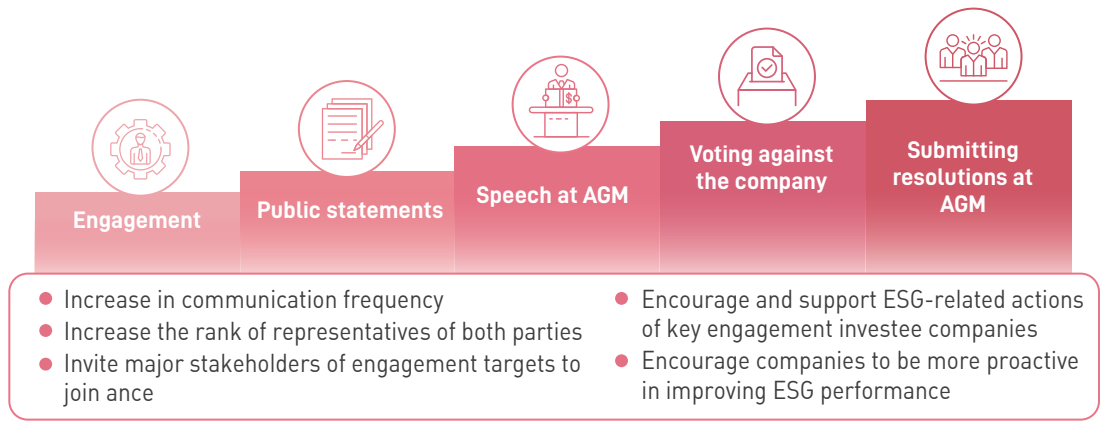 Engagement
Public statements
Speech at AGM
Voting against
the company
Submitting
resolutions at
AGM
$
● Increase in communication frequency
● Increase the rank of representatives of both parties
● Invite major stakeholders of engagement targets to
join ance
● Encourage and support ESG-related actions
of key engagement investee companies
● Encourage companies to be more proactive
in improving ESG performance